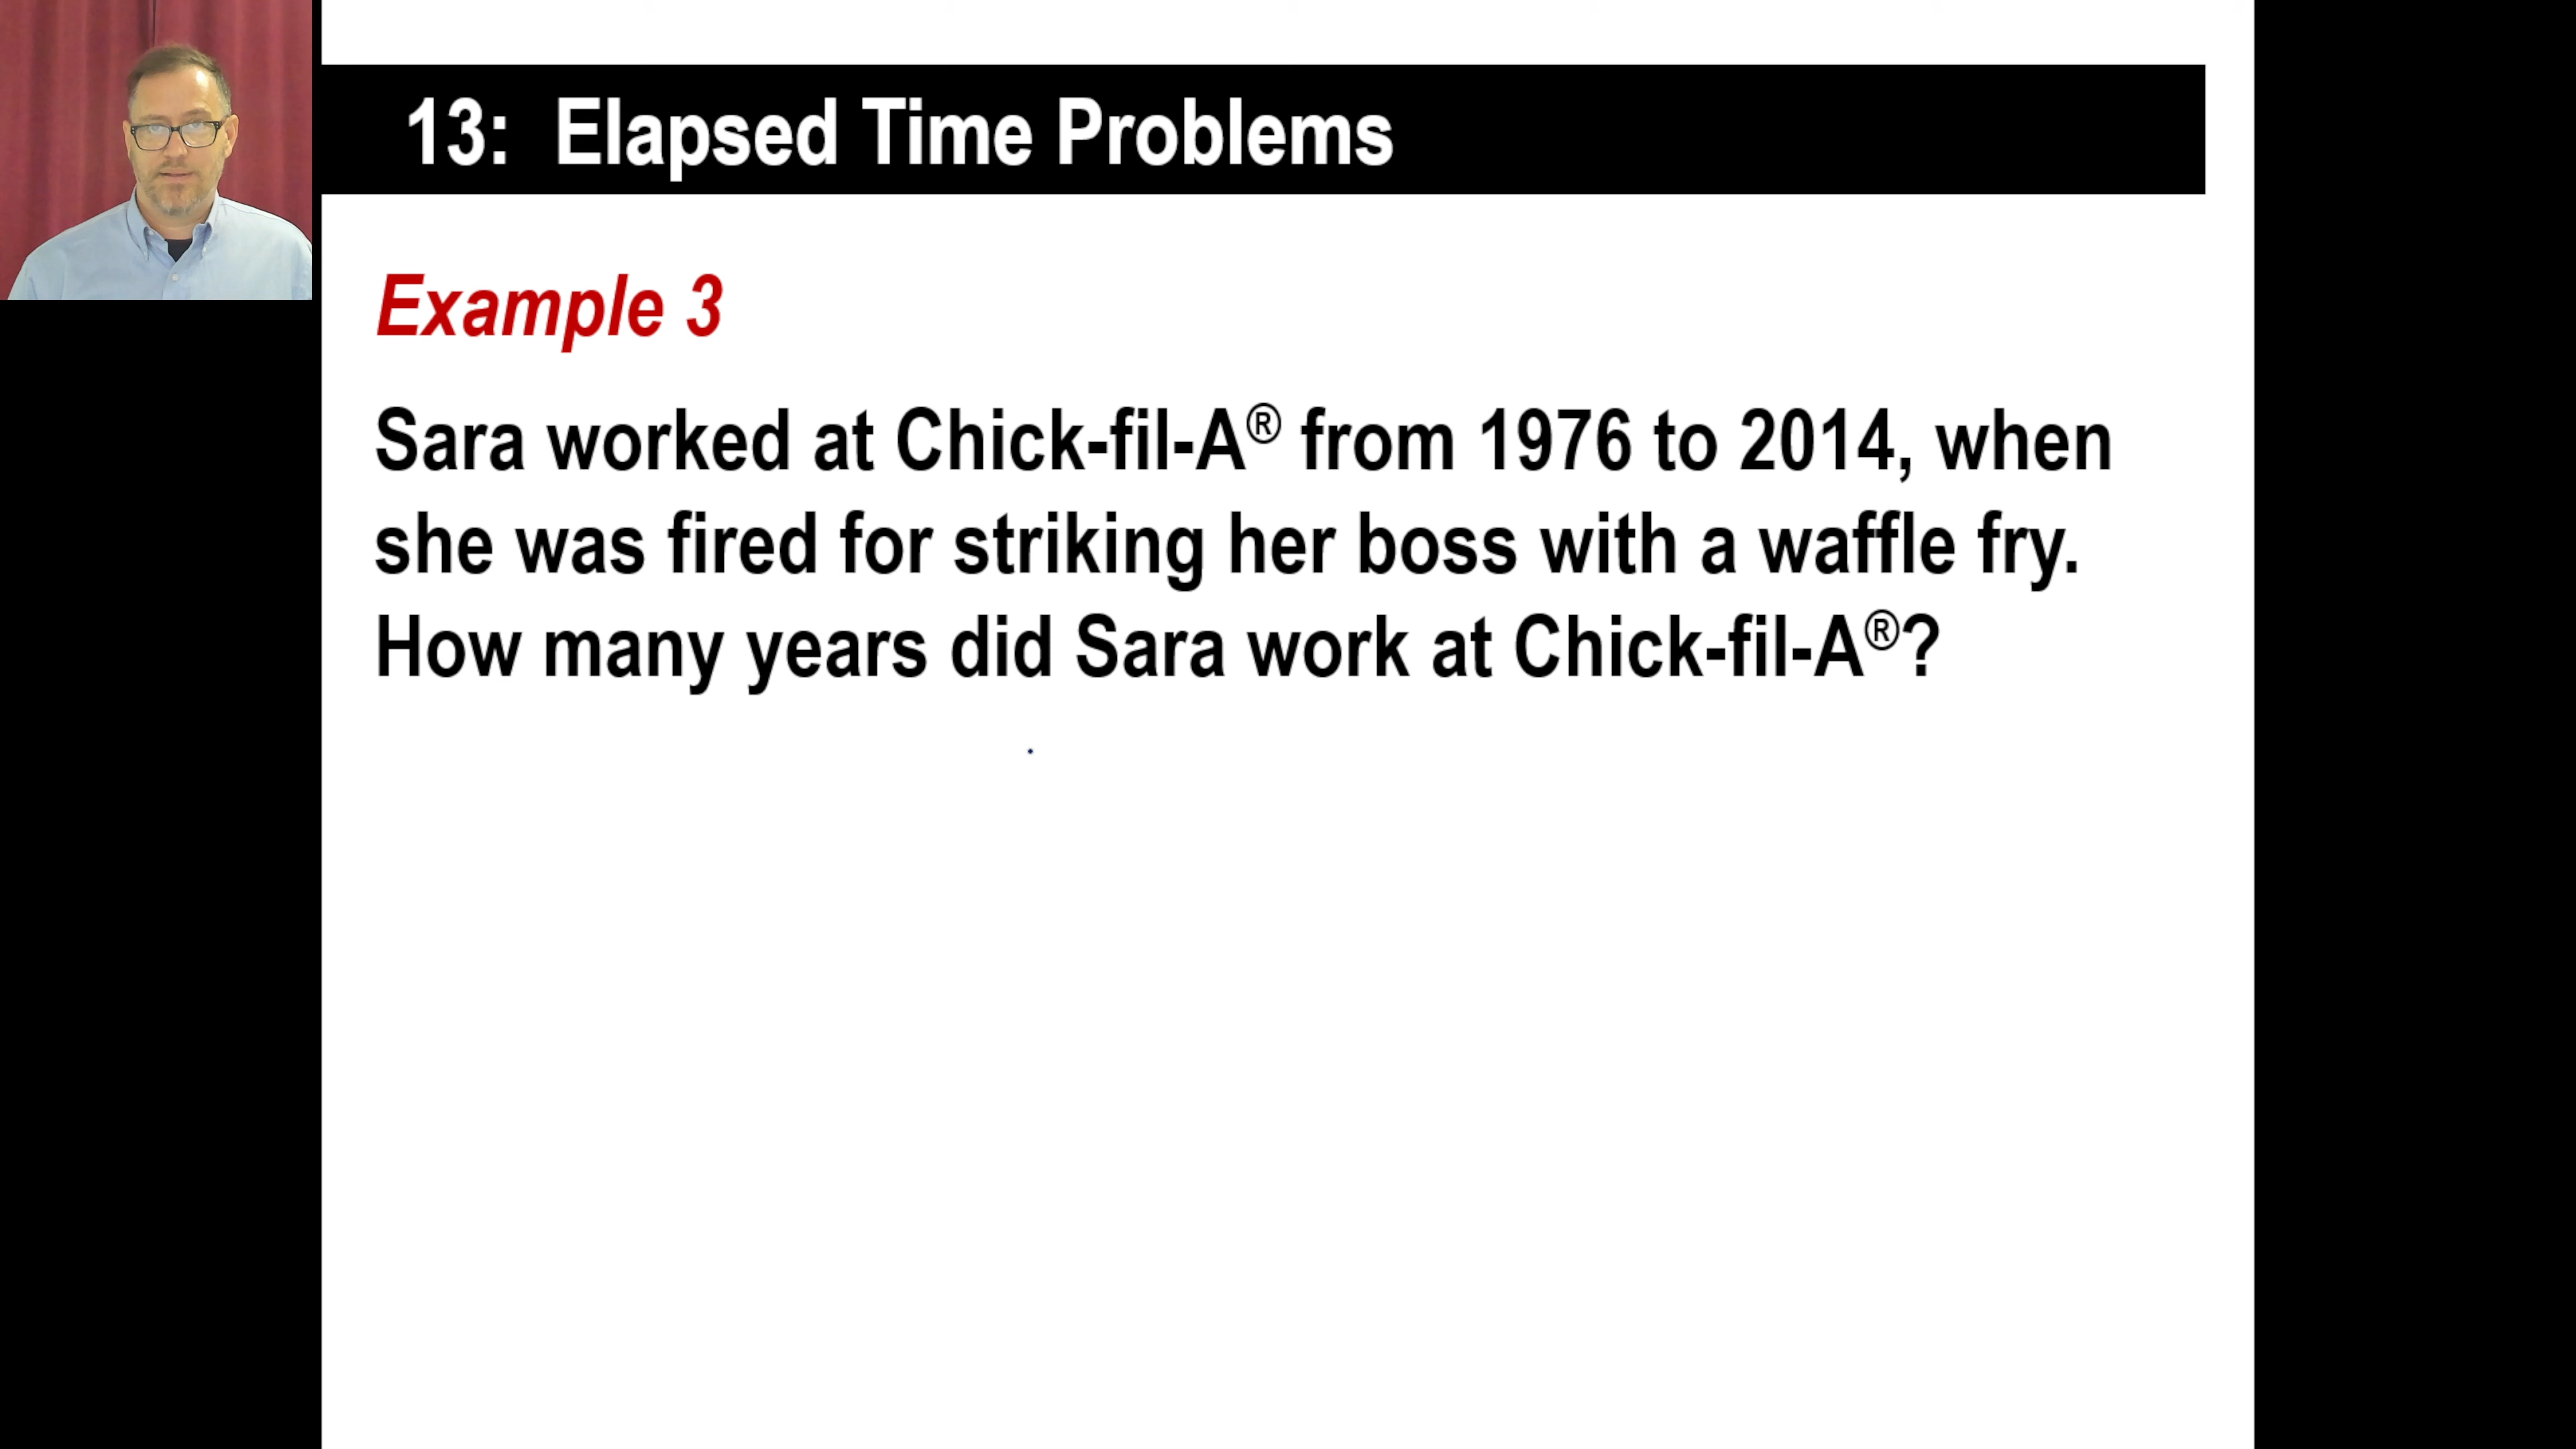 13: Elapsed Time Problems
Example 3
Sara worked at Chick-fil-A® from 1976 to 2014, when
she was fired for striking her boss with a waffle fry.
How many years did Sara work at Chick-fil-A®?